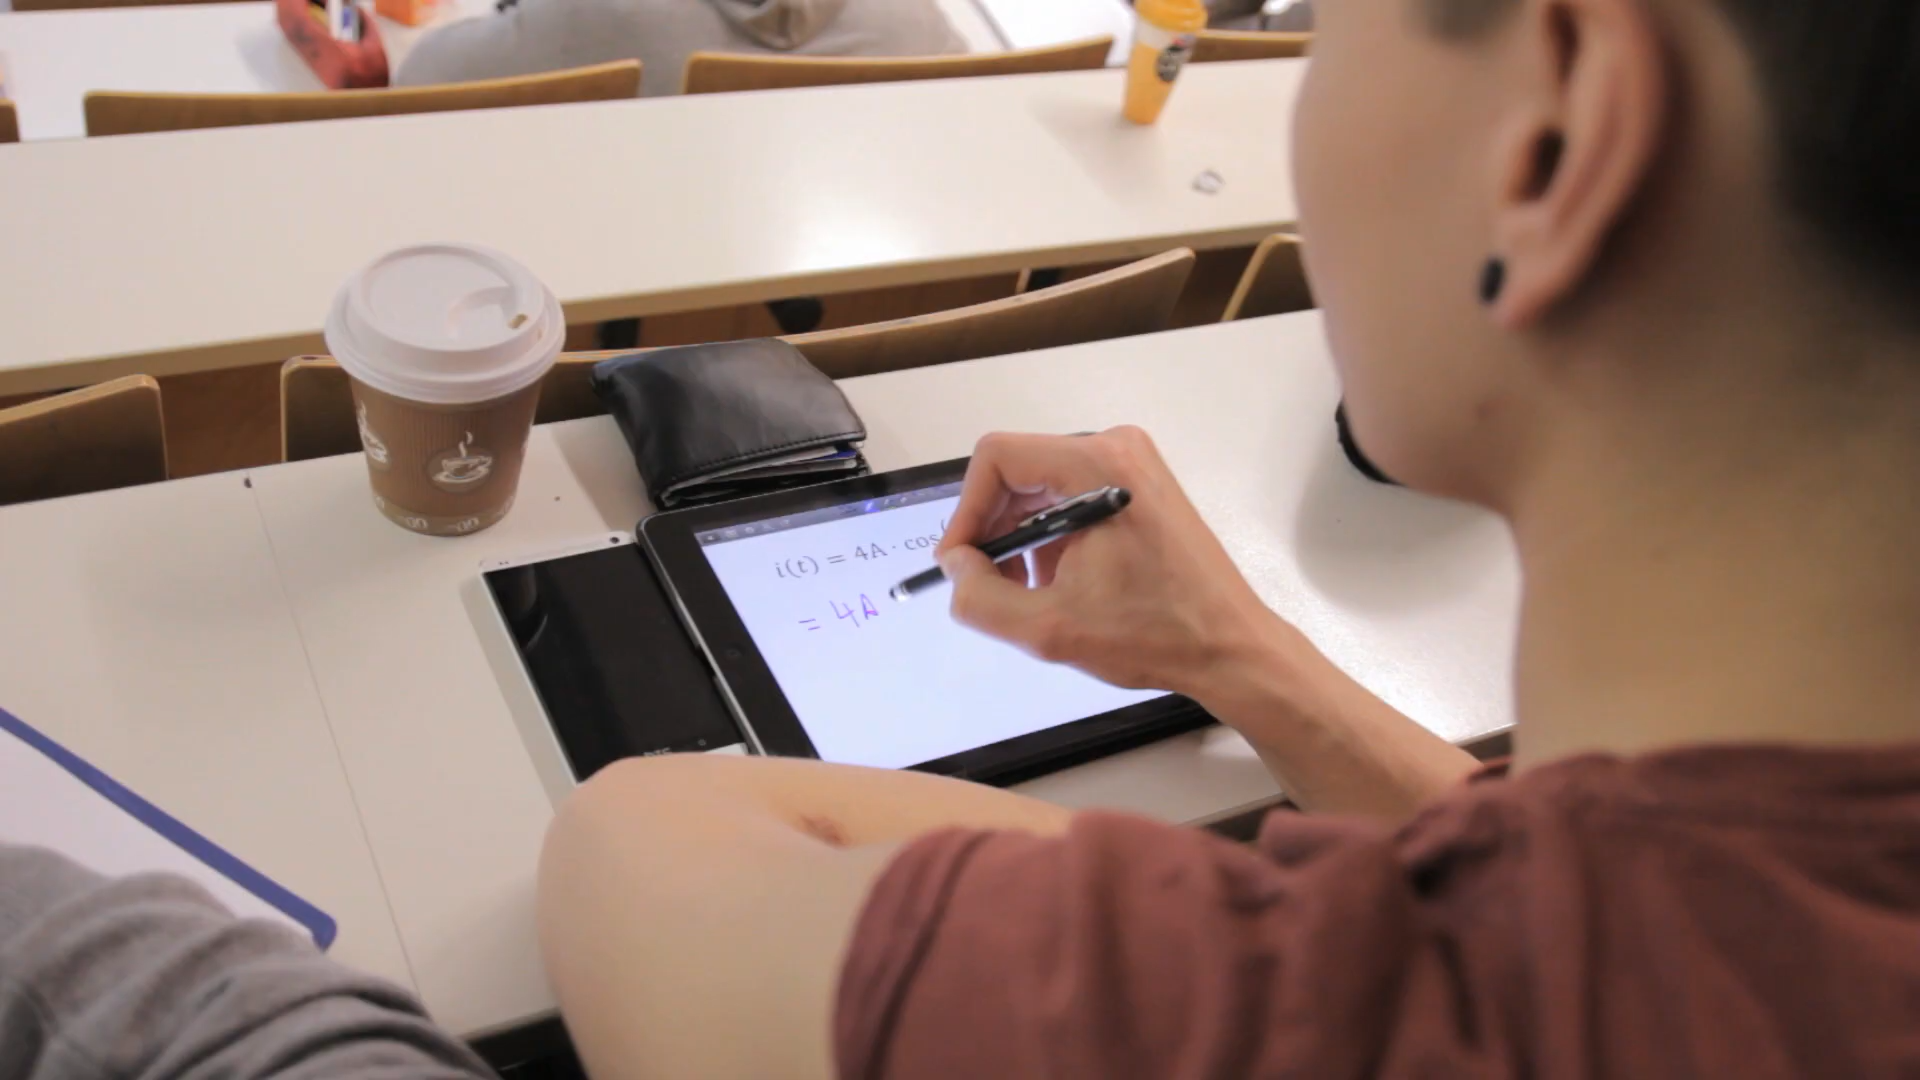 i(t) = 4A · cos(
= 4A